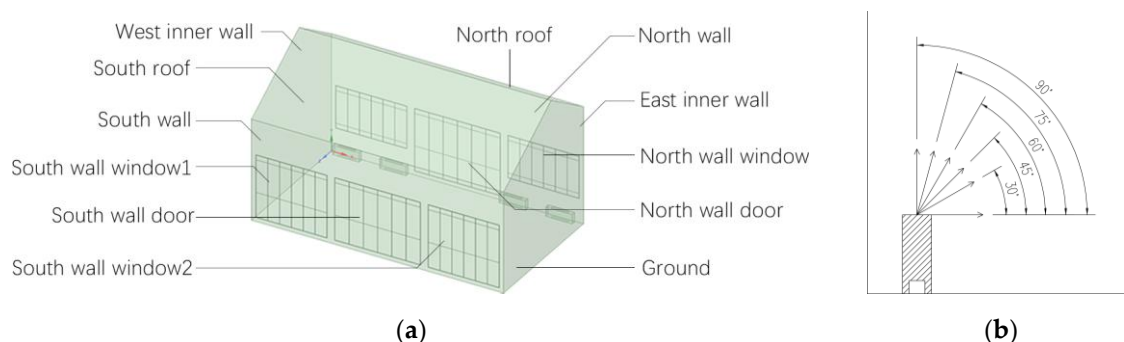 West inner wall
South roof
South wall
South wall window1
South wall door
South wall window2
North roof
North wall
East inner wall
North wall window
North wall door
Ground
(a)
90°
75°
60°
45°
30°
(b)